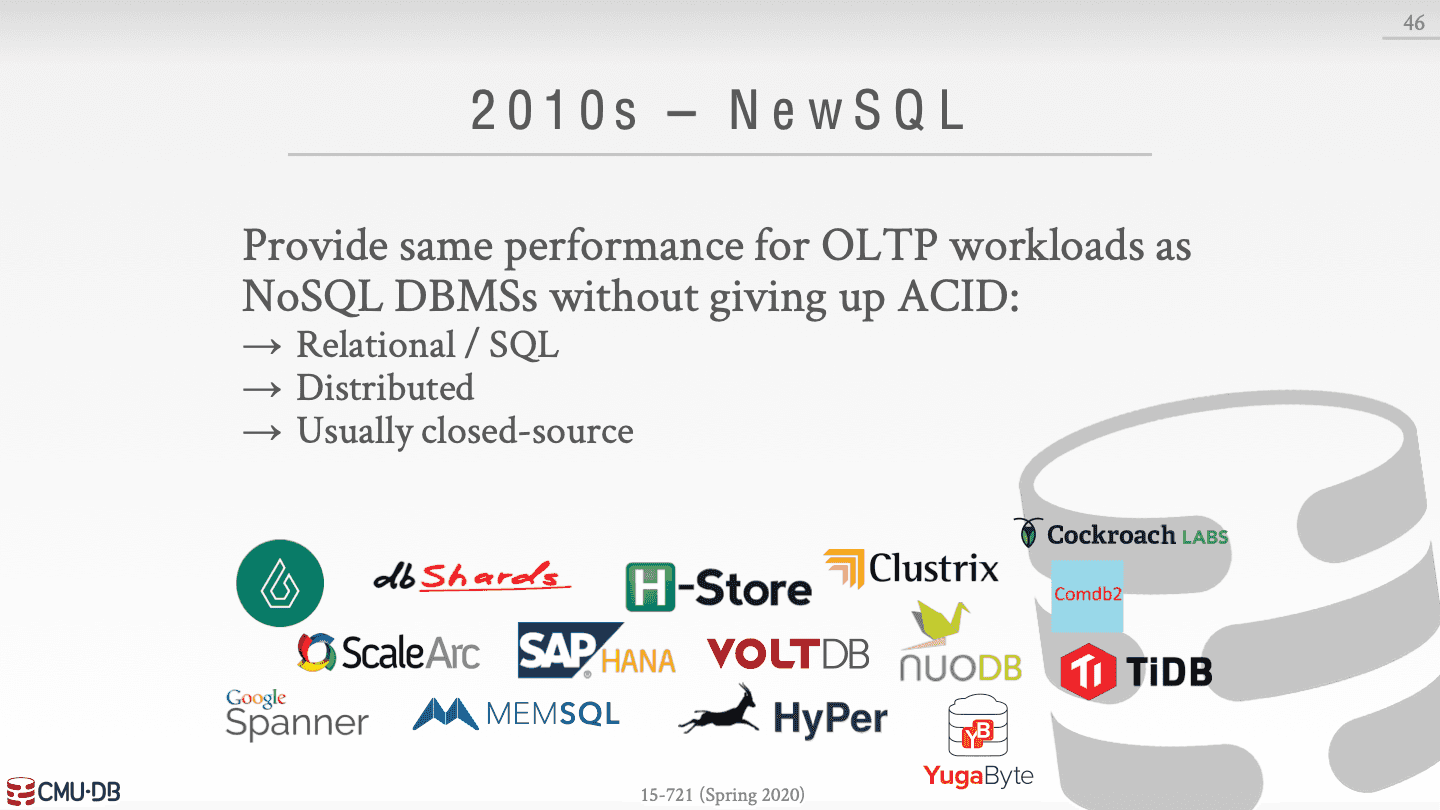 46
2010s – NewSQL
Provide same performance for OLTP workloads as
NoSQL DBMSs without giving up ACID:
→ Relational / SQL
→ Distributed
→ Usually closed-source
Cockroach LABS
dbShards
H-Store
Clustrix
Comdb2
ScaleArc
SAP HANA
VOLTDB
NUODB
TiDB
Google
Spanner
MEMSQL
HyPer
YB
YugaByte
CMU·DB
15-721 (Spring 2020)